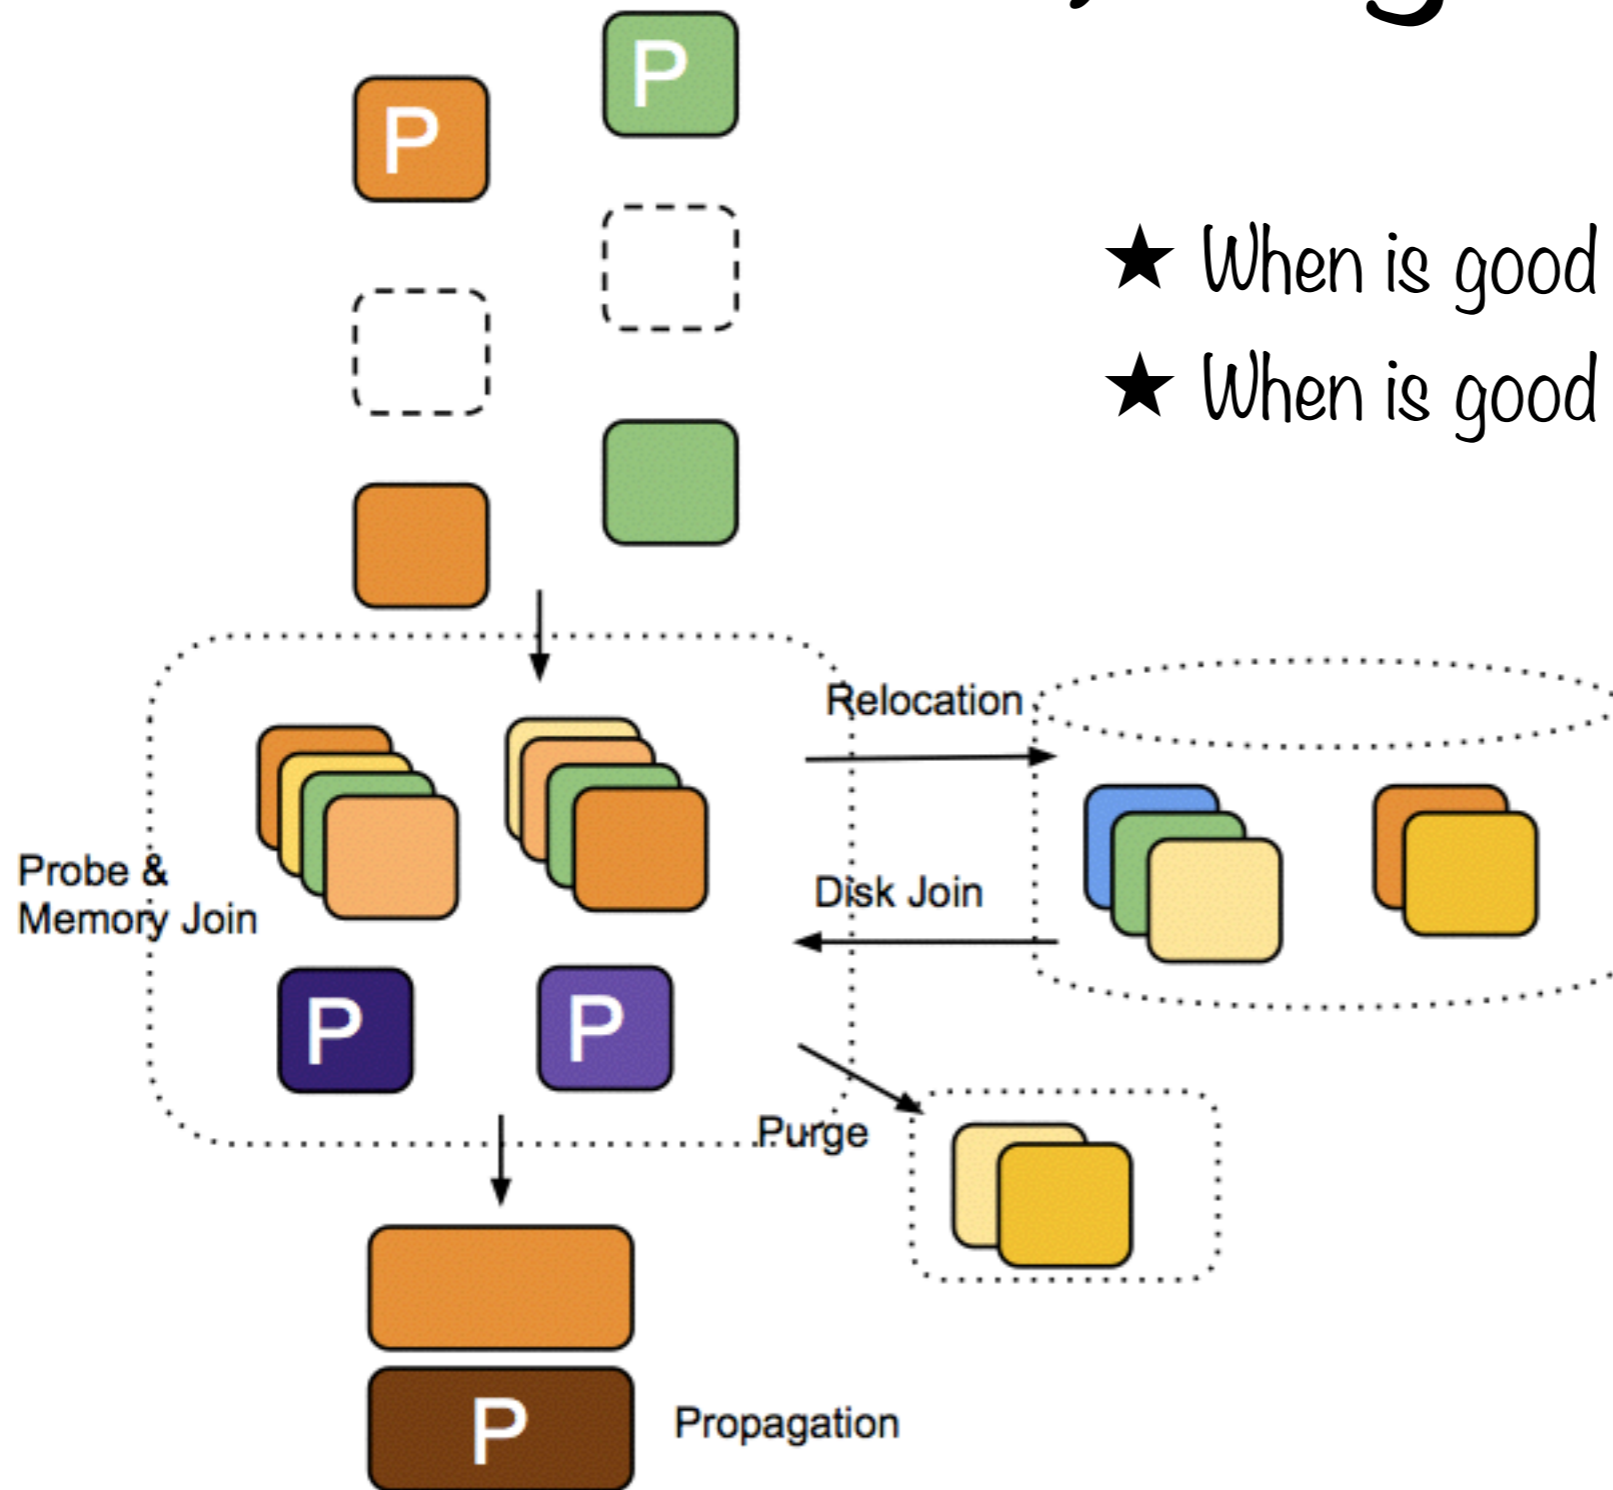 P
P
★ When is good
★ When is good
Relocation
Probe &
Memory Join
Disk Join
P
P
Purge
P
Propagation